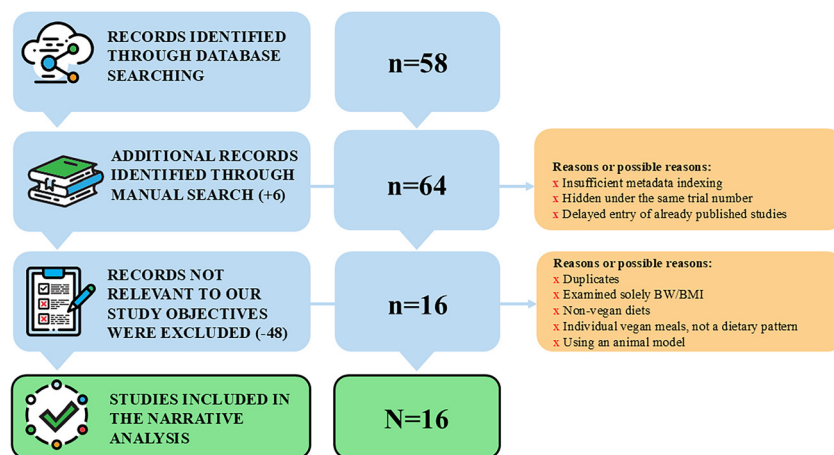 RECORDS IDENTIFIED
THROUGH DATABASE
SEARCHING
n=58
ADDITIONAL RECORDS
IDENTIFIED THROUGH
MANUAL SEARCH (+6)
n=64
Reasons or possible reasons:
x Insufficient metadata indexing
x Hidden under the same trial number
x Delayed entry of already published studies
RECORDS NOT
RELEVANT TO OUR
STUDY OBJECTIVES
WERE EXCLUDED (-48)
n=16
Reasons or possible reasons:
x Duplicates
x Examined solely BW/BMI
x Non-vegan diets
x Individual vegan meals, not a dietary pattern
x Using an animal model
STUDIES INCLUDED IN
THE NARRATIVE
ANALYSIS
N=16